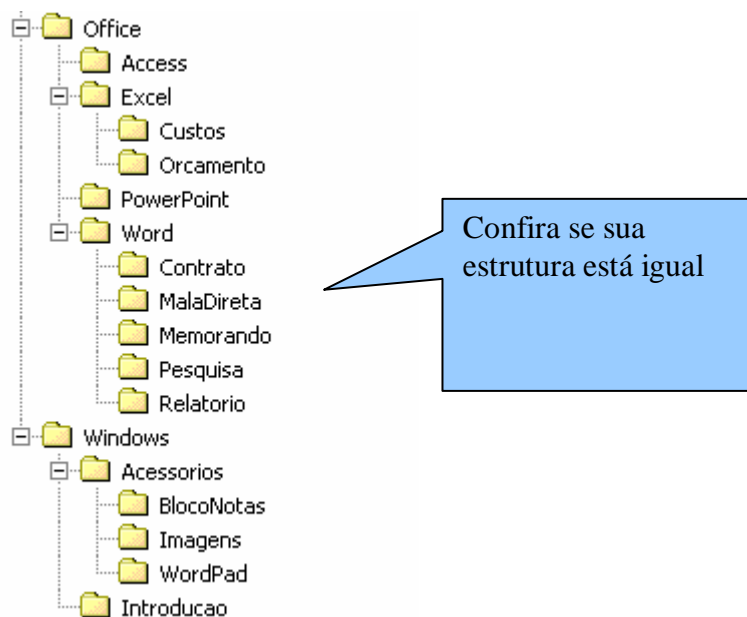 Office
Access
Excel
Custos
Orcamento
PowerPoint
Word
Contrato
MalaDireta
Memorando
Pesquisa
Relatorio
Windows
Acessorios
BlocoNotas
Imagens
WordPad
Introducao
Confira se sua
estrutura está igual